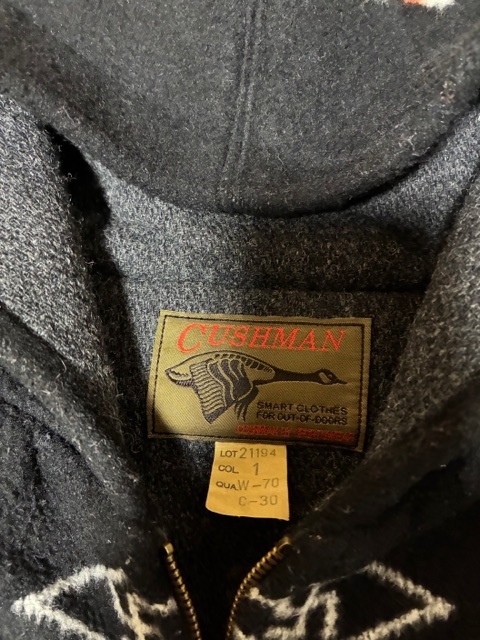 CUSHMAN
SMART CLOTHES
FOR OUT-OF-DOORS
LOT 21194
COL. 1
QUA. W-70
C-30